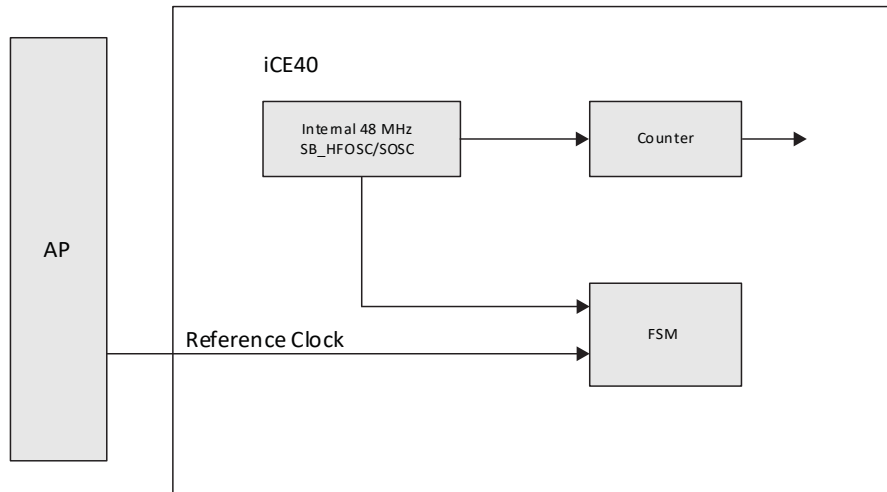 iCE40
Internal 48 MHz
SB_HFOSC/SOSC
Counter
AP
Reference Clock
FSM